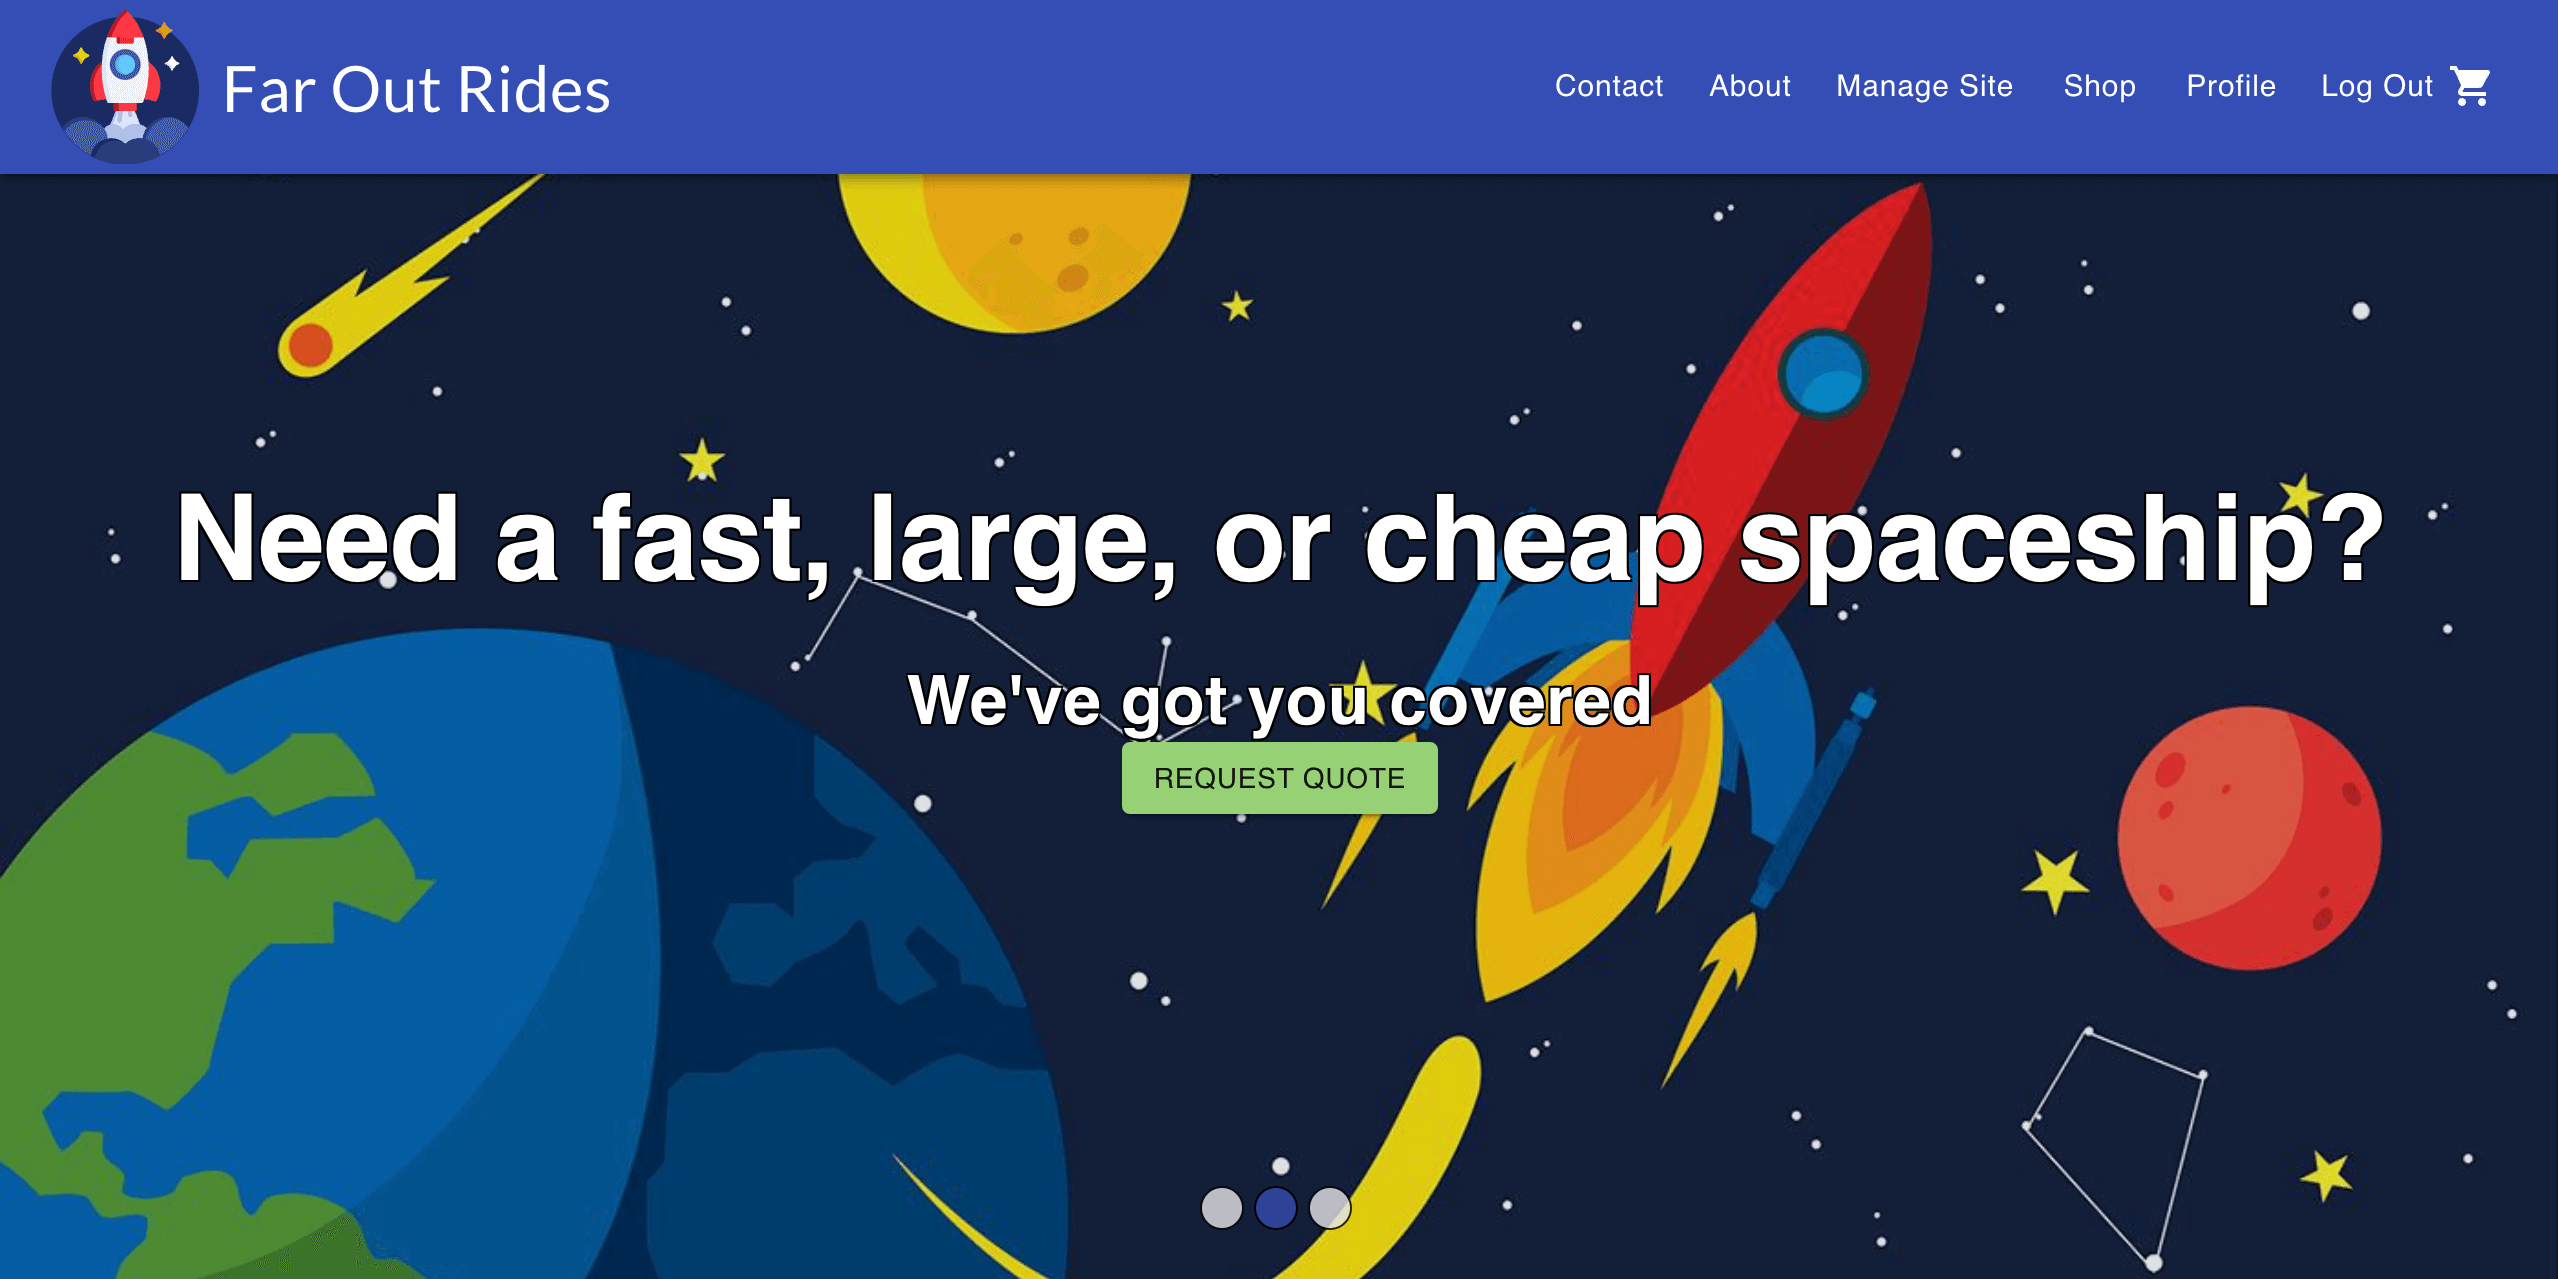 Far Out Rides
Contact About Manage Site Shop Profile Log Out
Need a fast, large, or cheap spaceship?
We've got you covered
REQUEST QUOTE